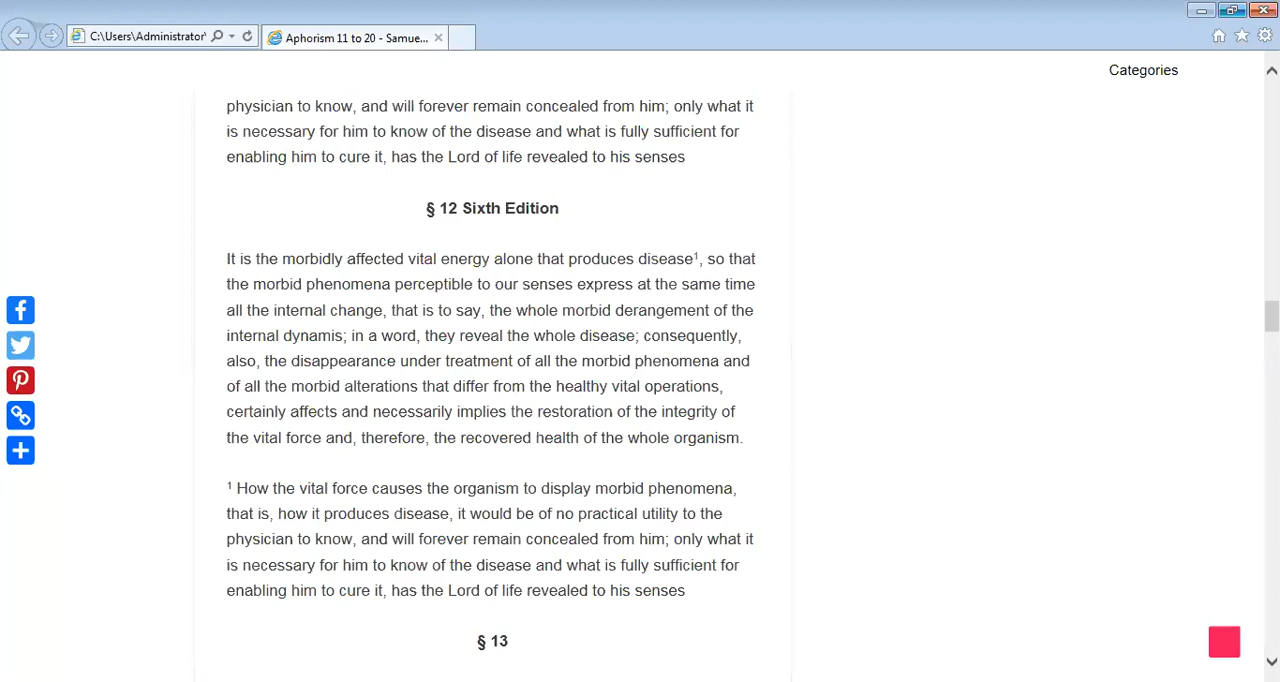 C:\Users\Administrator'
Aphorism 11 to 20 - Samue...
Categories
physician to know, and will forever remain concealed from him; only what it
is necessary for him to know of the disease and what is fully sufficient for
enabling him to cure it, has the Lord of life revealed to his senses
§ 12 Sixth Edition
It is the morbidly affected vital energy alone that produces disease¹, so that
the morbid phenomena perceptible to our senses express at the same time
all the internal change, that is to say, the whole morbid derangement of the
internal dynamis; in a word, they reveal the whole disease; consequently,
also, the disappearance under treatment of all the morbid phenomena and
of all the morbid alterations that differ from the healthy vital operations,
certainly affects and necessarily implies the restoration of the integrity of
the vital force and, therefore, the recovered health of the whole organism.
¹ How the vital force causes the organism to display morbid phenomena,
that is, how it produces disease, it would be of no practical utility to the
physician to know, and will forever remain concealed from him; only what it
is necessary for him to know of the disease and what is fully sufficient for
enabling him to cure it, has the Lord of life revealed to his senses
§ 13